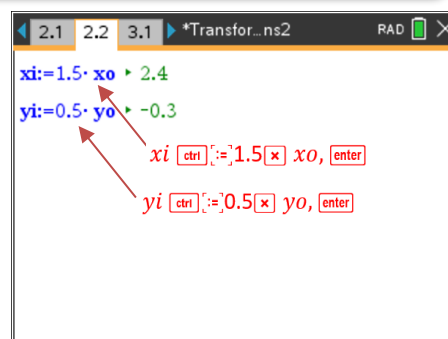 2.1 2.2 3.1 *Transfor...ns2 RAD
xi:=1.5· xo ▸ 2.4
yi:=0.5· yo ▸ -0.3
xi ctrl := 1.5 × xo, enter
yi ctrl := 0.5 × yo, enter